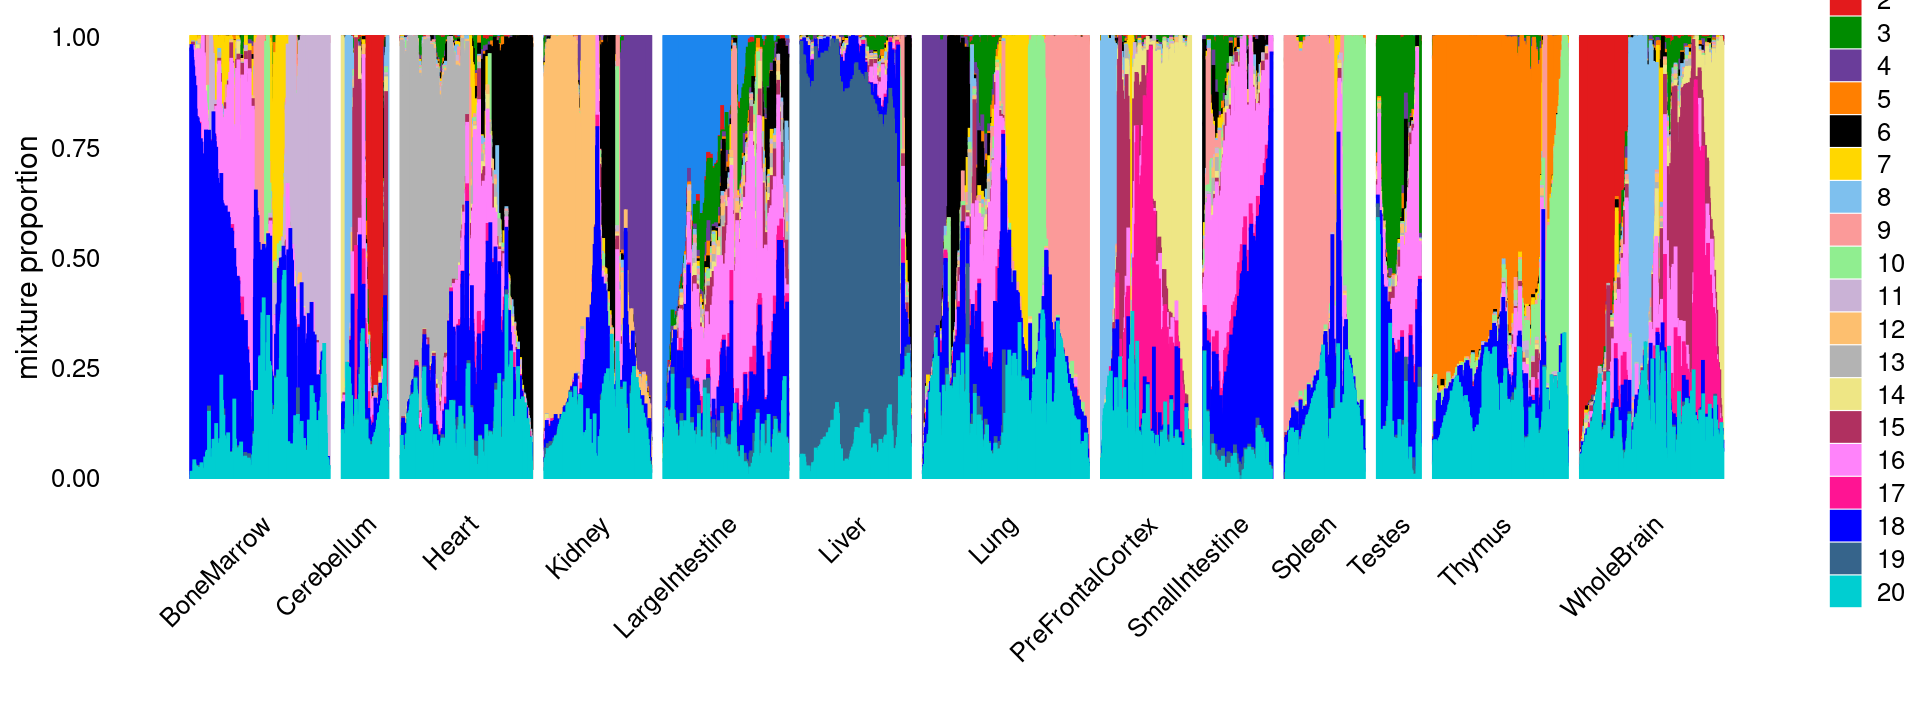 mixture proportion
1.00
0.75
0.50
0.25
0.00
BoneMarrow
Cerebellum
Heart
Kidney
LargeIntestine
Liver
Lung
PreFrontalCortex
SmallIntestine
Spleen
Testes
Thymus
WholeBrain
2
3
4
5
6
7
8
9
10
11
12
13
14
15
16
17
18
19
20